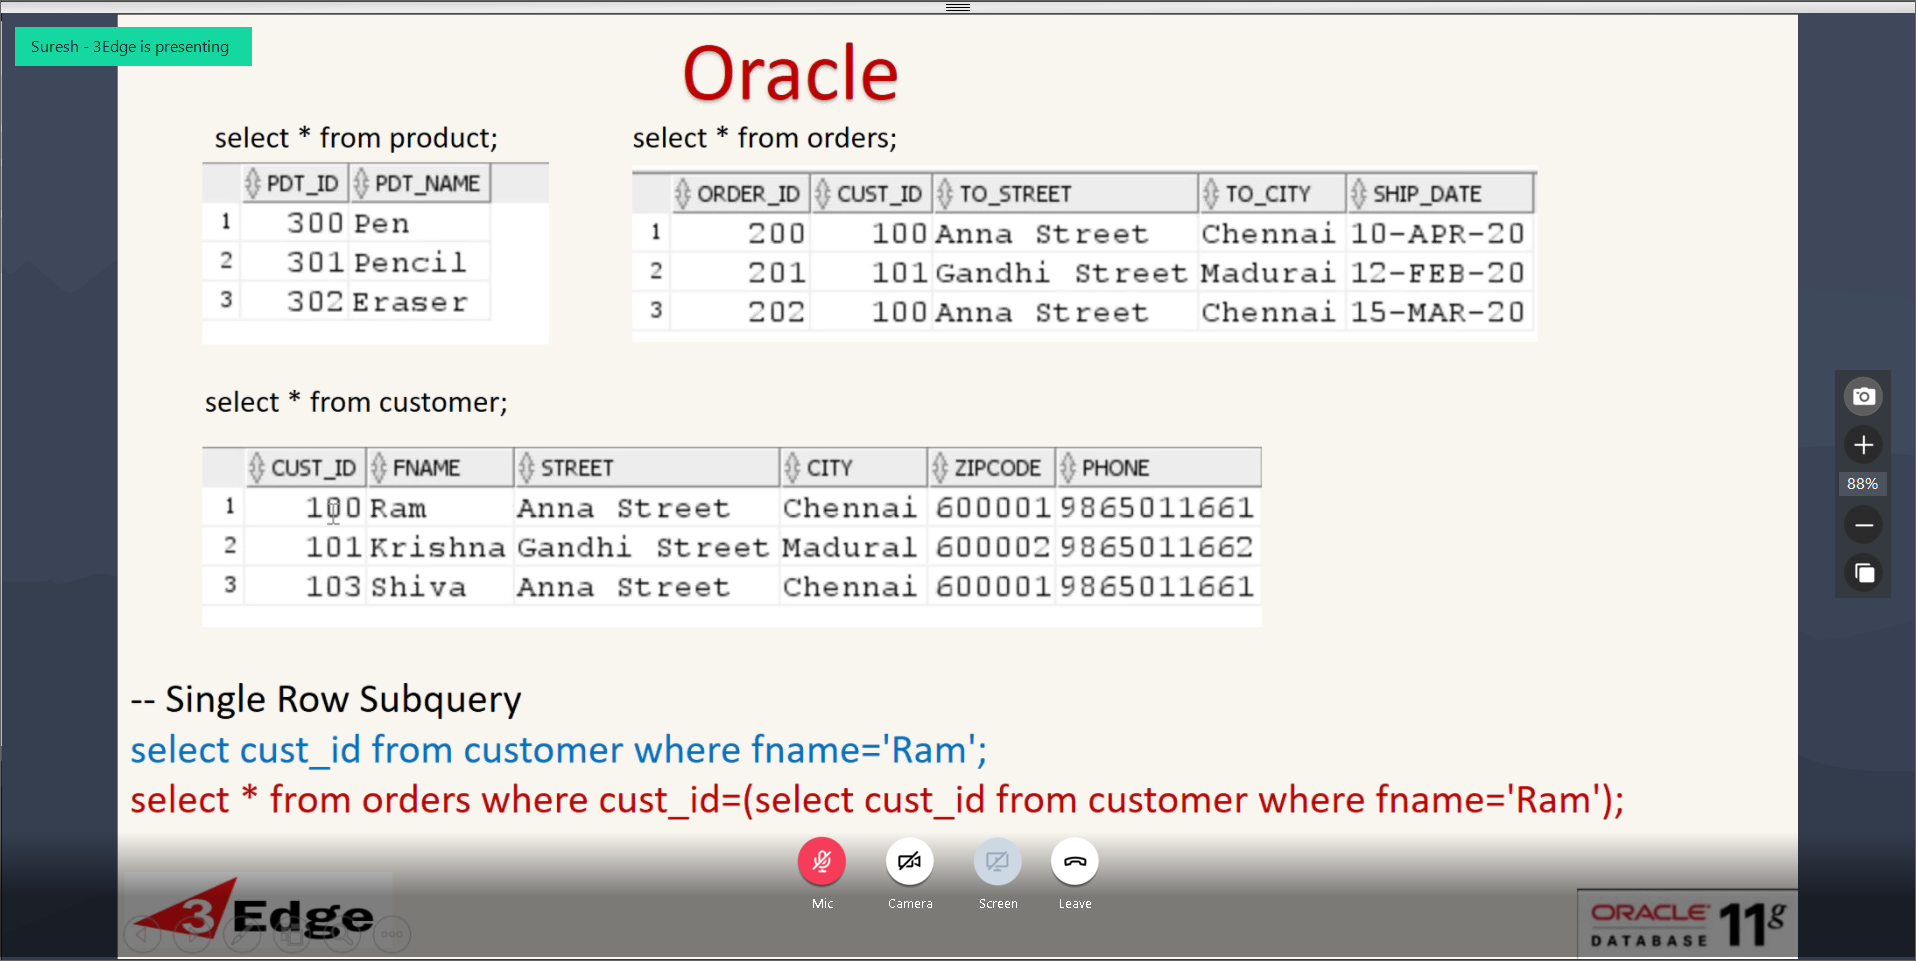 Suresh - 3Edge is presenting
Oracle
select * from product;
PDT_ID PDT_NAME
1 300 Pen
2 301 Pencil
3 302 Eraser
select * from orders;
ORDER_ID CUST_ID TO_STREET TO_CITY SHIP_DATE
1 200 100 Anna Street Chennai 10-APR-20
2 201 101 Gandhi Street Madurai 12-FEB-20
3 202 100 Anna Street Chennai 15-MAR-20
select * from customer;
CUST_ID FNAME STREET CITY ZIPCODE PHONE
1 100 Ram Anna Street Chennai 600001 9865011661
2 101 Krishna Gandhi Street Madural 600002 9865011662
3 103 Shiva Anna Street Chennai 600001 9865011661
88%
-- Single Row Subquery
select cust_id from customer where fname='Ram';
select * from orders where cust_id=(select cust_id from customer where fname='Ram');
Mic Camera Screen Leave
3Edge
ORACLE 11g
DATABASE